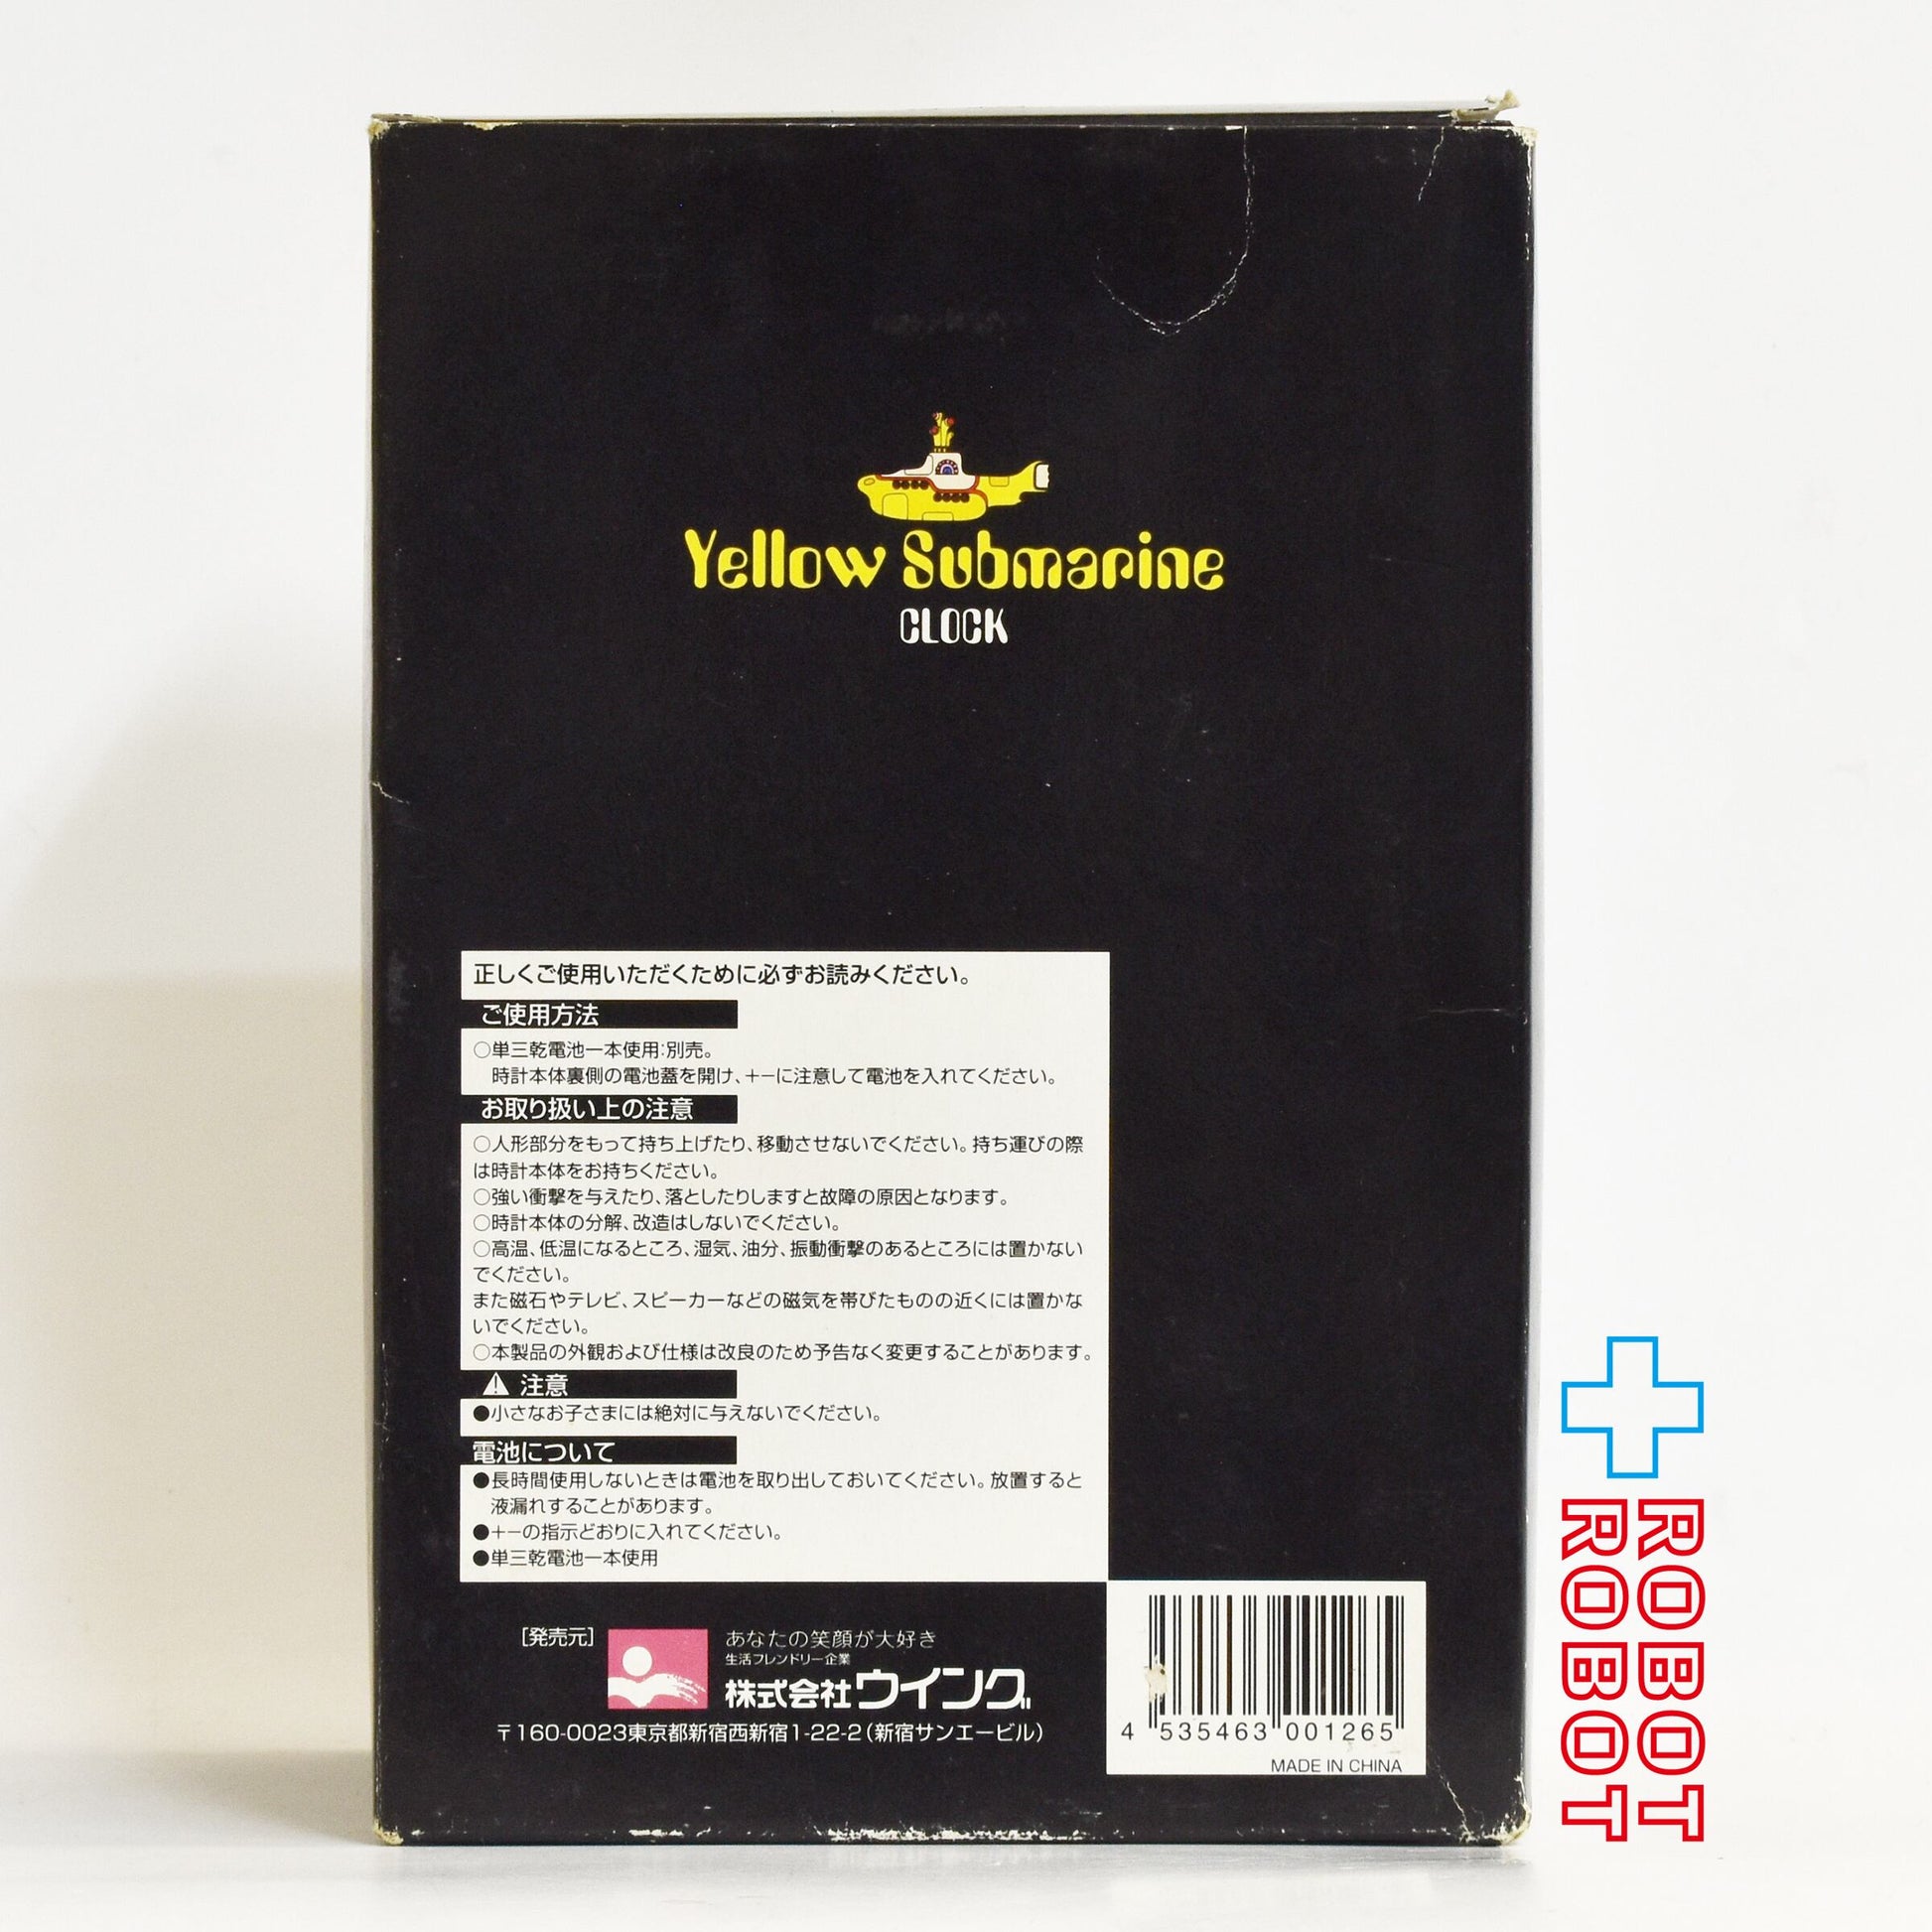 Yellow Submarine
CLOCK
正しくご使用いただくために必ずお読みください。
ご使用方法
○単三乾電池一本使用:別売。
時計本体裏側の電池蓋を開け、+−に注意して電池を入れてください。
お取り扱い上の注意
○人形部分をもって持ち上げたり、移動させないでください。持ち運びの際
は時計本体をお持ちください。
○強い衝撃を与えたり、落としたりしますと故障の原因となります。
○時計本体の分解、改造はしないでください。
○高温、低温になるところ、湿気、油分、振動衝撃のあるところには置かない
でください。
また磁石やテレビ、スピーカーなどの磁気を帯びたものの近くには置かな
いでください。
○本製品の外観および仕様は改良のため予告なく変更することがあります。
⚠ 注意
●小さなお子さまには絶対に与えないでください。
電池について
●長時間使用しないときは電池を取り出しておいてください。放置すると
液漏れすることがあります。
●+−の指示どおりに入れてください。
●単三乾電池一本使用
[発売元]
あなたの笑顔が大好き
生活フレンドリー企業
株式会社ウイング
〒160-0023東京都新宿西新宿1-22-2(新宿サンエービル)
4 535463 001265
MADE IN CHINA
ROBOT
ROBOT